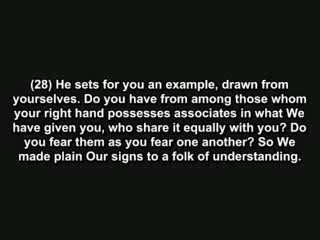 (28) He sets for you an example, drawn from
yourselves. Do you have from among those whom
your right hand possesses associates in what We
have given you, who share it equally with you? Do
you fear them as you fear one another? So We
made plain Our signs to a folk of understanding.